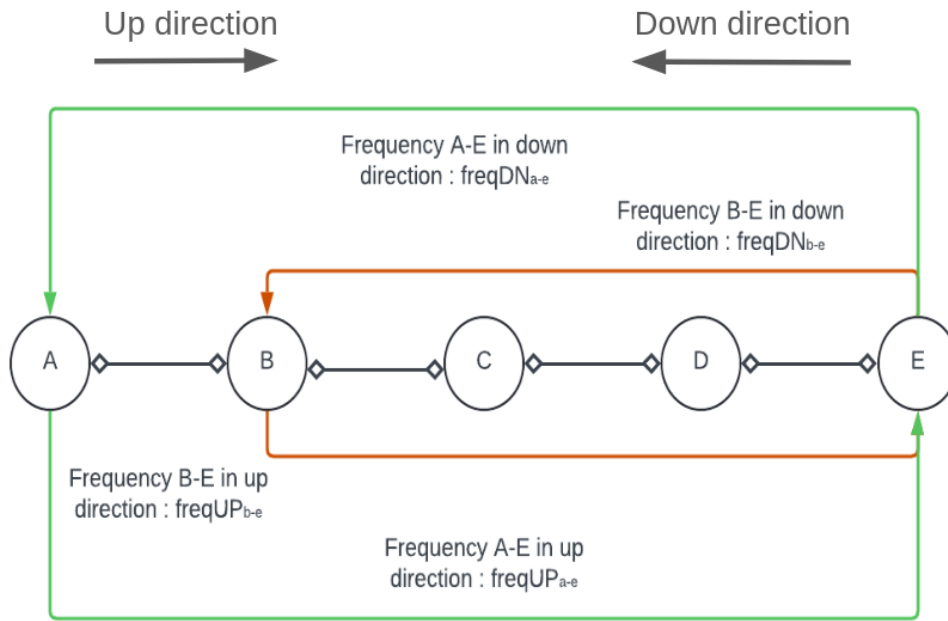 Up direction
Down direction
Frequency A-E in down
direction : freqDNa-e
Frequency B-E in down
direction : freqDNb-e
A
B
C
D
E
Frequency B-E in up
direction : freqUPb-e
Frequency A-E in up
direction : freqUPa-e